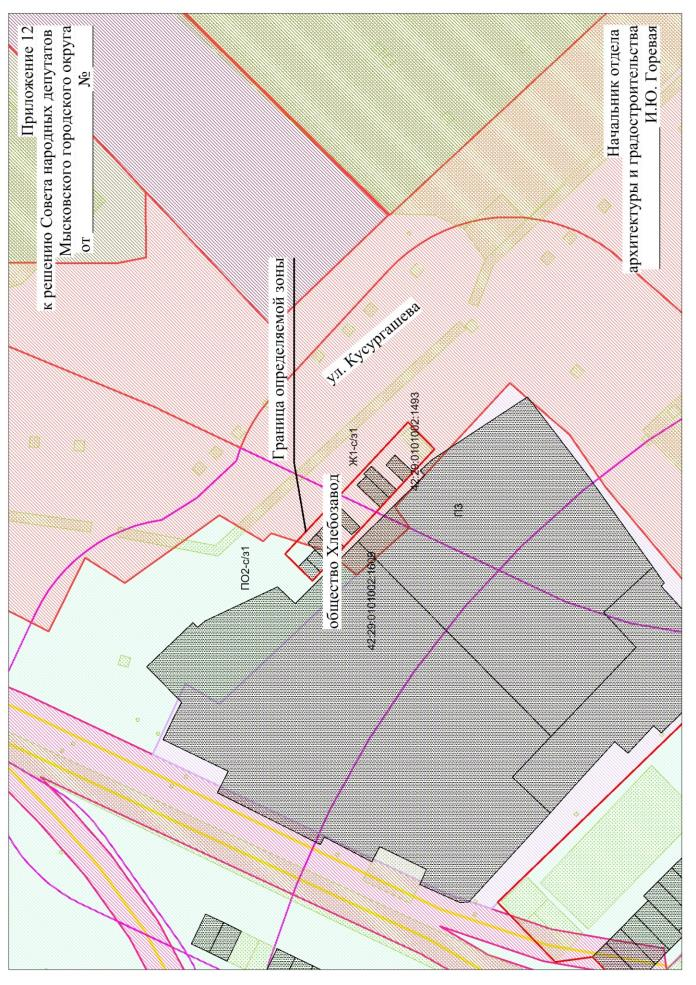 Приложение 12
к решению Совета народных депутатов
Мысковского городского округа
от №
Граница определяемой зоны
ул. Кусургашева
Ж1-с/з1
42:29:0101002:1493
общество Хлебозавод
ПО2-с/з1
42:29:0101002:1609
П3
Начальник отдела
архитектуры и градостроительства
И.Ю. Горевая